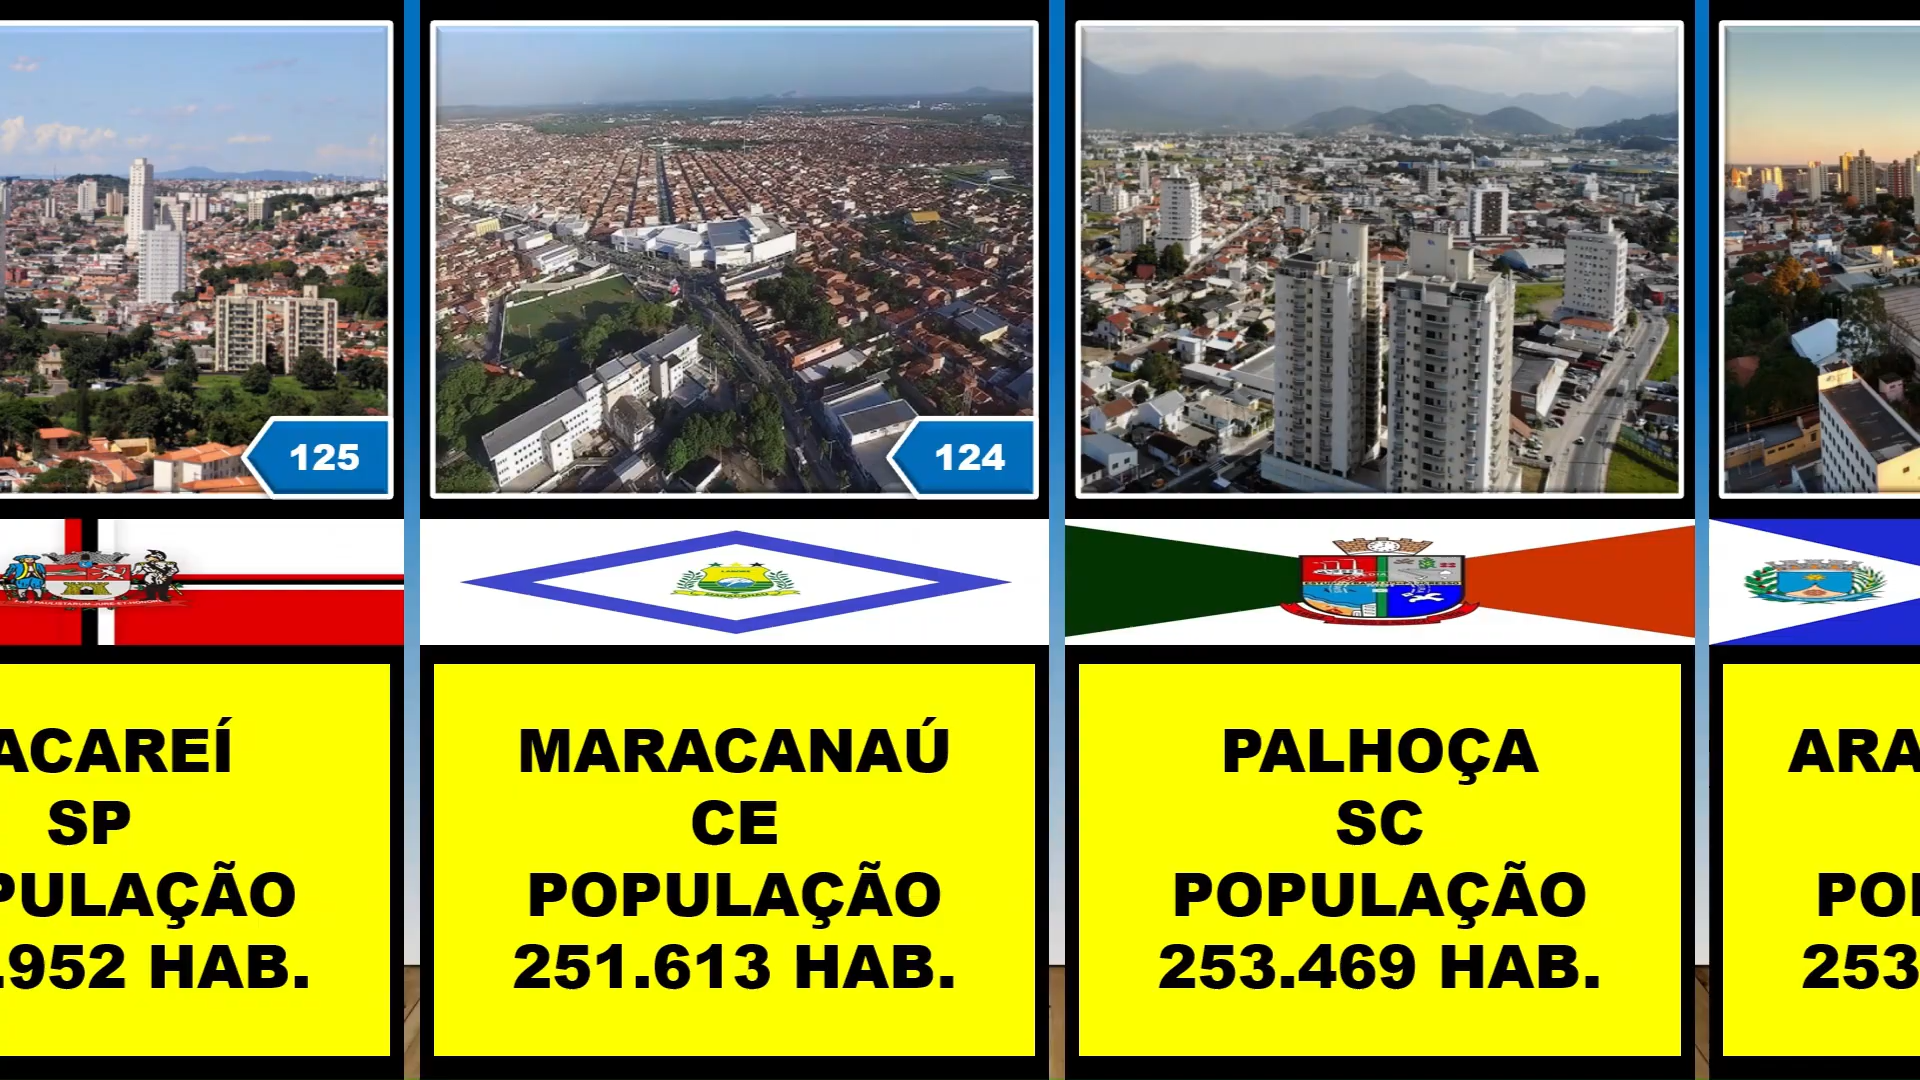 125
ACAREÍ
SP
PULAÇÃO
.952 HAB.
124
MARACANAÚ
CE
POPULAÇÃO
251.613 HAB.
PALHOÇA
SC
POPULAÇÃO
253.469 HAB.
ARA
PO
253